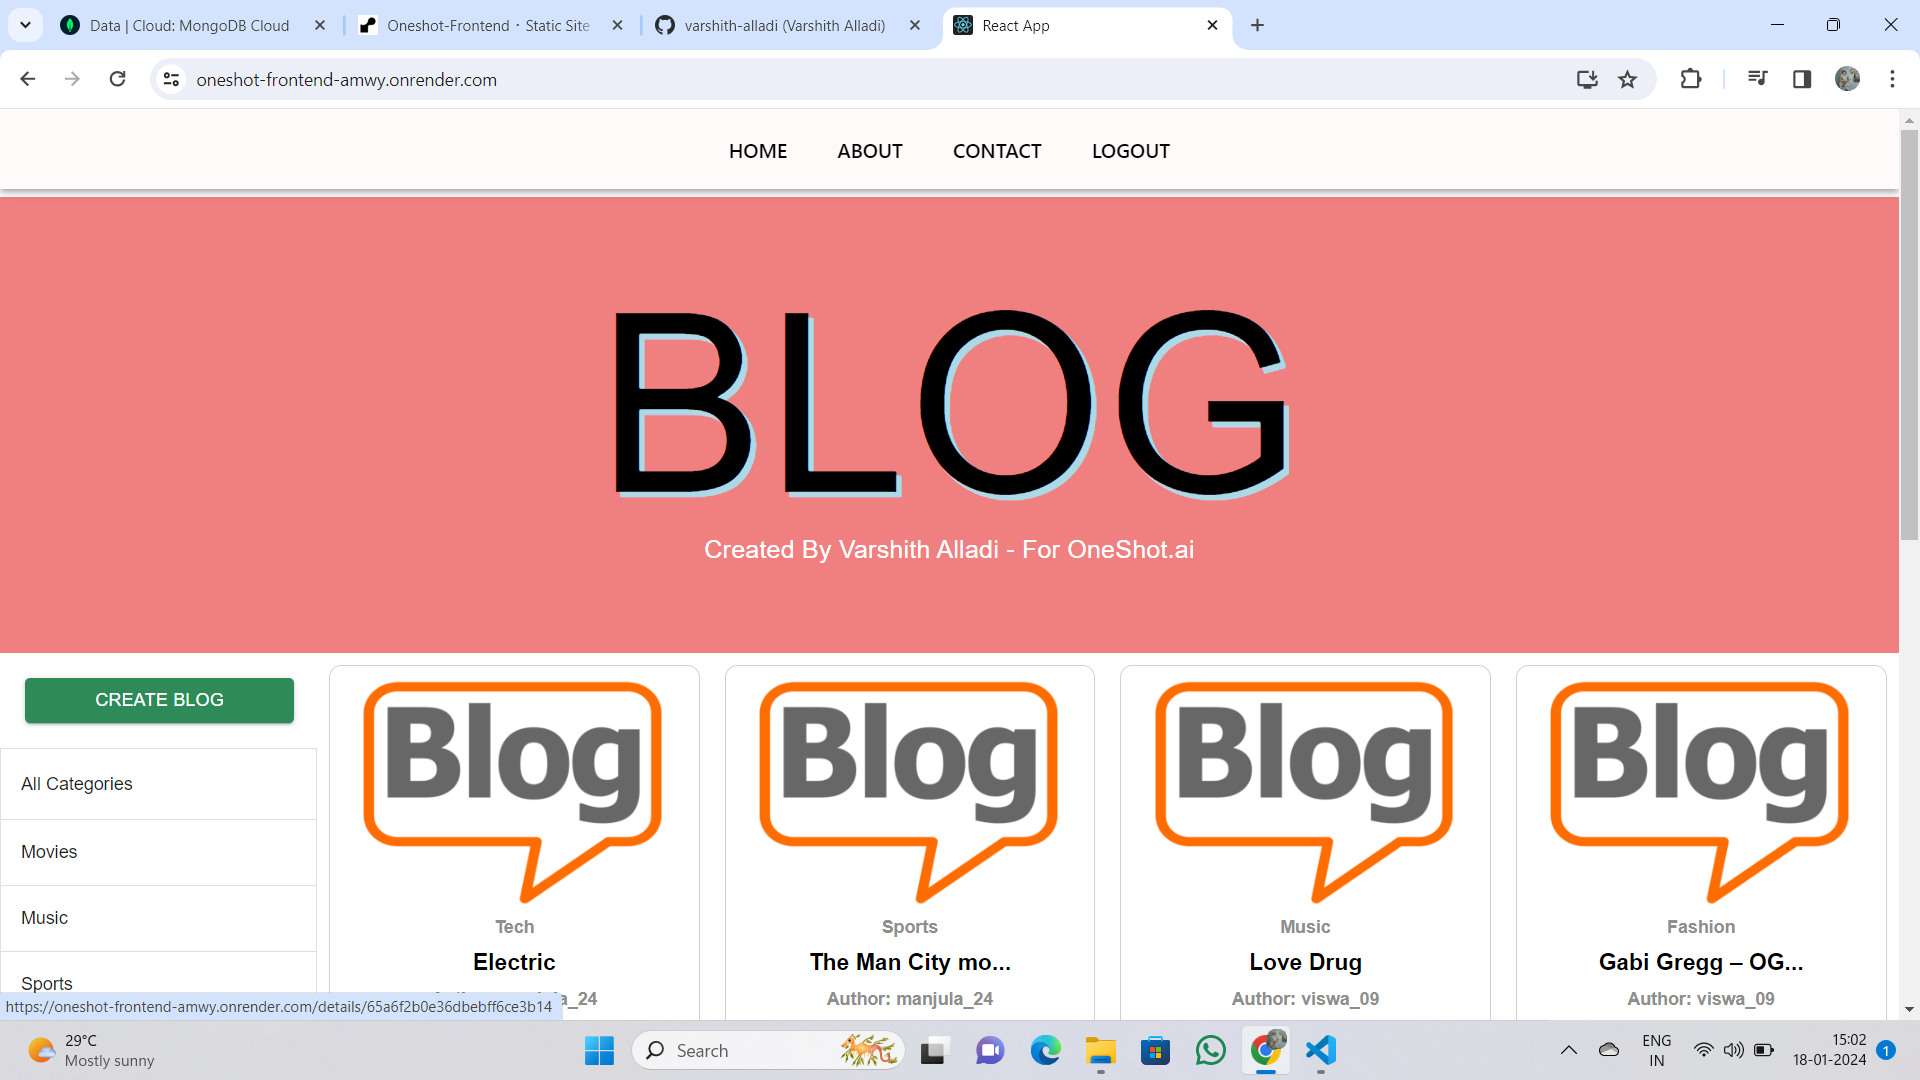 Data | Cloud: MongoDB Cloud
Oneshot-Frontend · Static Site
varshith-alladi (Varshith Alladi)
React App
oneshot-frontend-amwy.onrender.com
HOME ABOUT CONTACT LOGOUT
BLOG
Created By Varshith Alladi - For OneShot.ai
CREATE BLOG
All Categories
Movies
Music
Sports
Blog
Tech
Electric
la_24
Blog
Sports
The Man City mo...
Author: manjula_24
Blog
Music
Love Drug
Author: viswa_09
Blog
Fashion
Gabi Gregg – OG...
Author: viswa_09
https://oneshot-frontend-amwy.onrender.com/details/65a6f2b0e36dbebff6ce3b14
29°C
Mostly sunny
Search
ENG
IN
15:02
18-01-2024
1